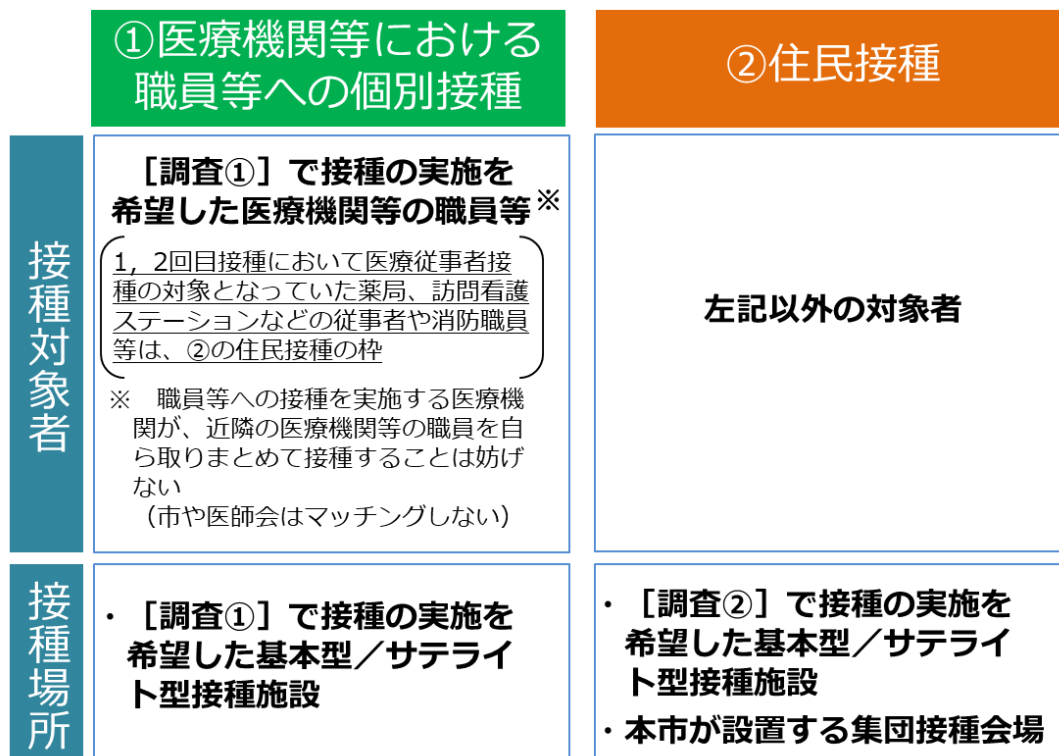 ①医療機関等における
職員等への個別接種
②住民接種
接種対象者
［調査①］で接種の実施を
希望した医療機関等の職員等※
1，2回目接種において医療従事者接
種の対象となっていた薬局、訪問看護
ステーションなどの従事者や消防職員
等は、②の住民接種の枠
※　職員等への接種を実施する医療機
関が、近隣の医療機関等の職員を自
ら取りまとめて接種することは妨げ
ない
（市や医師会はマッチングしない）
左記以外の対象者
接種場所
・［調査①］で接種の実施を
希望した基本型／サテライ
ト型接種施設
・［調査②］で接種の実施を
希望した基本型／サテライ
ト型接種施設
・本市が設置する集団接種会場